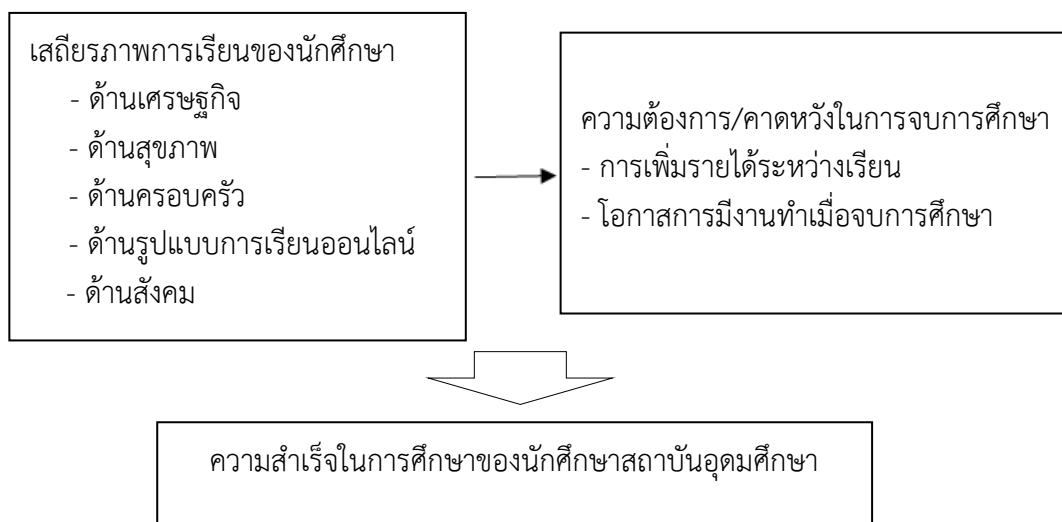 เสถียรภาพการเรียนของนักศึกษา
- ด้านเศรษฐกิจ
- ด้านสุขภาพ
- ด้านครอบครัว
- ด้านรูปแบบการเรียนออนไลน์
- ด้านสังคม
ความต้องการ/คาดหวังในการจบการศึกษา
- การเพิ่มรายได้ระหว่างเรียน
- โอกาสการมีงานทำเมื่อจบการศึกษา
ความสำเร็จในการศึกษาของนักศึกษาสถาบันอุดมศึกษา